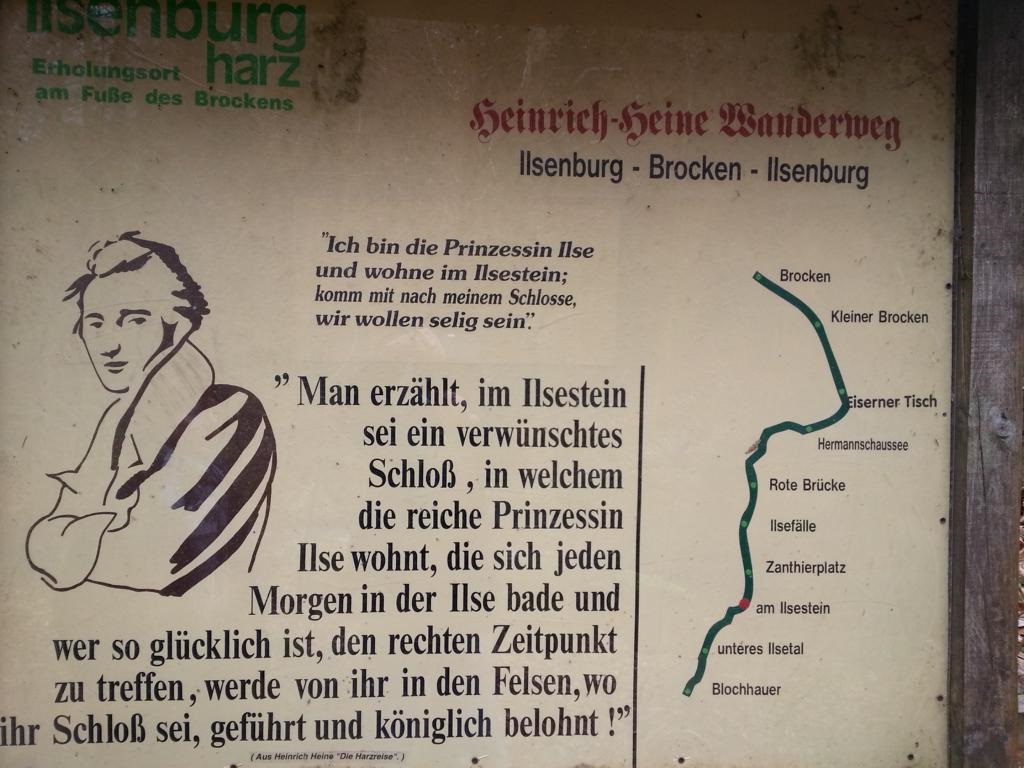 Ilsenburg
harz
Erholungsort
am Fuße des Brockens
Heinrich-Heine Wanderweg
Ilsenburg - Brocken - Ilsenburg
"Ich bin die Prinzessin Ilse
und wohne im Ilsestein;
komm mit nach meinem Schlosse,
wir wollen selig sein".
" Man erzählt, im Ilsestein
sei ein verwünschtes
Schloß , in welchem
die reiche Prinzessin
Ilse wohnt, die sich jeden
Morgen in der Ilse bade und
wer so glücklich ist, den rechten Zeitpunkt
zu treffen, werde von ihr in den Felsen, wo
ihr Schloß sei, geführt und königlich belohnt !"
( Aus Heinrich Heine "Die Harzreise". )
Brocken
Kleiner Brocken
Eiserner Tisch
Hermannschaussee
Rote Brücke
Ilsefälle
Zanthierplatz
am Ilsestein
unteres Ilsetal
Blochhauer